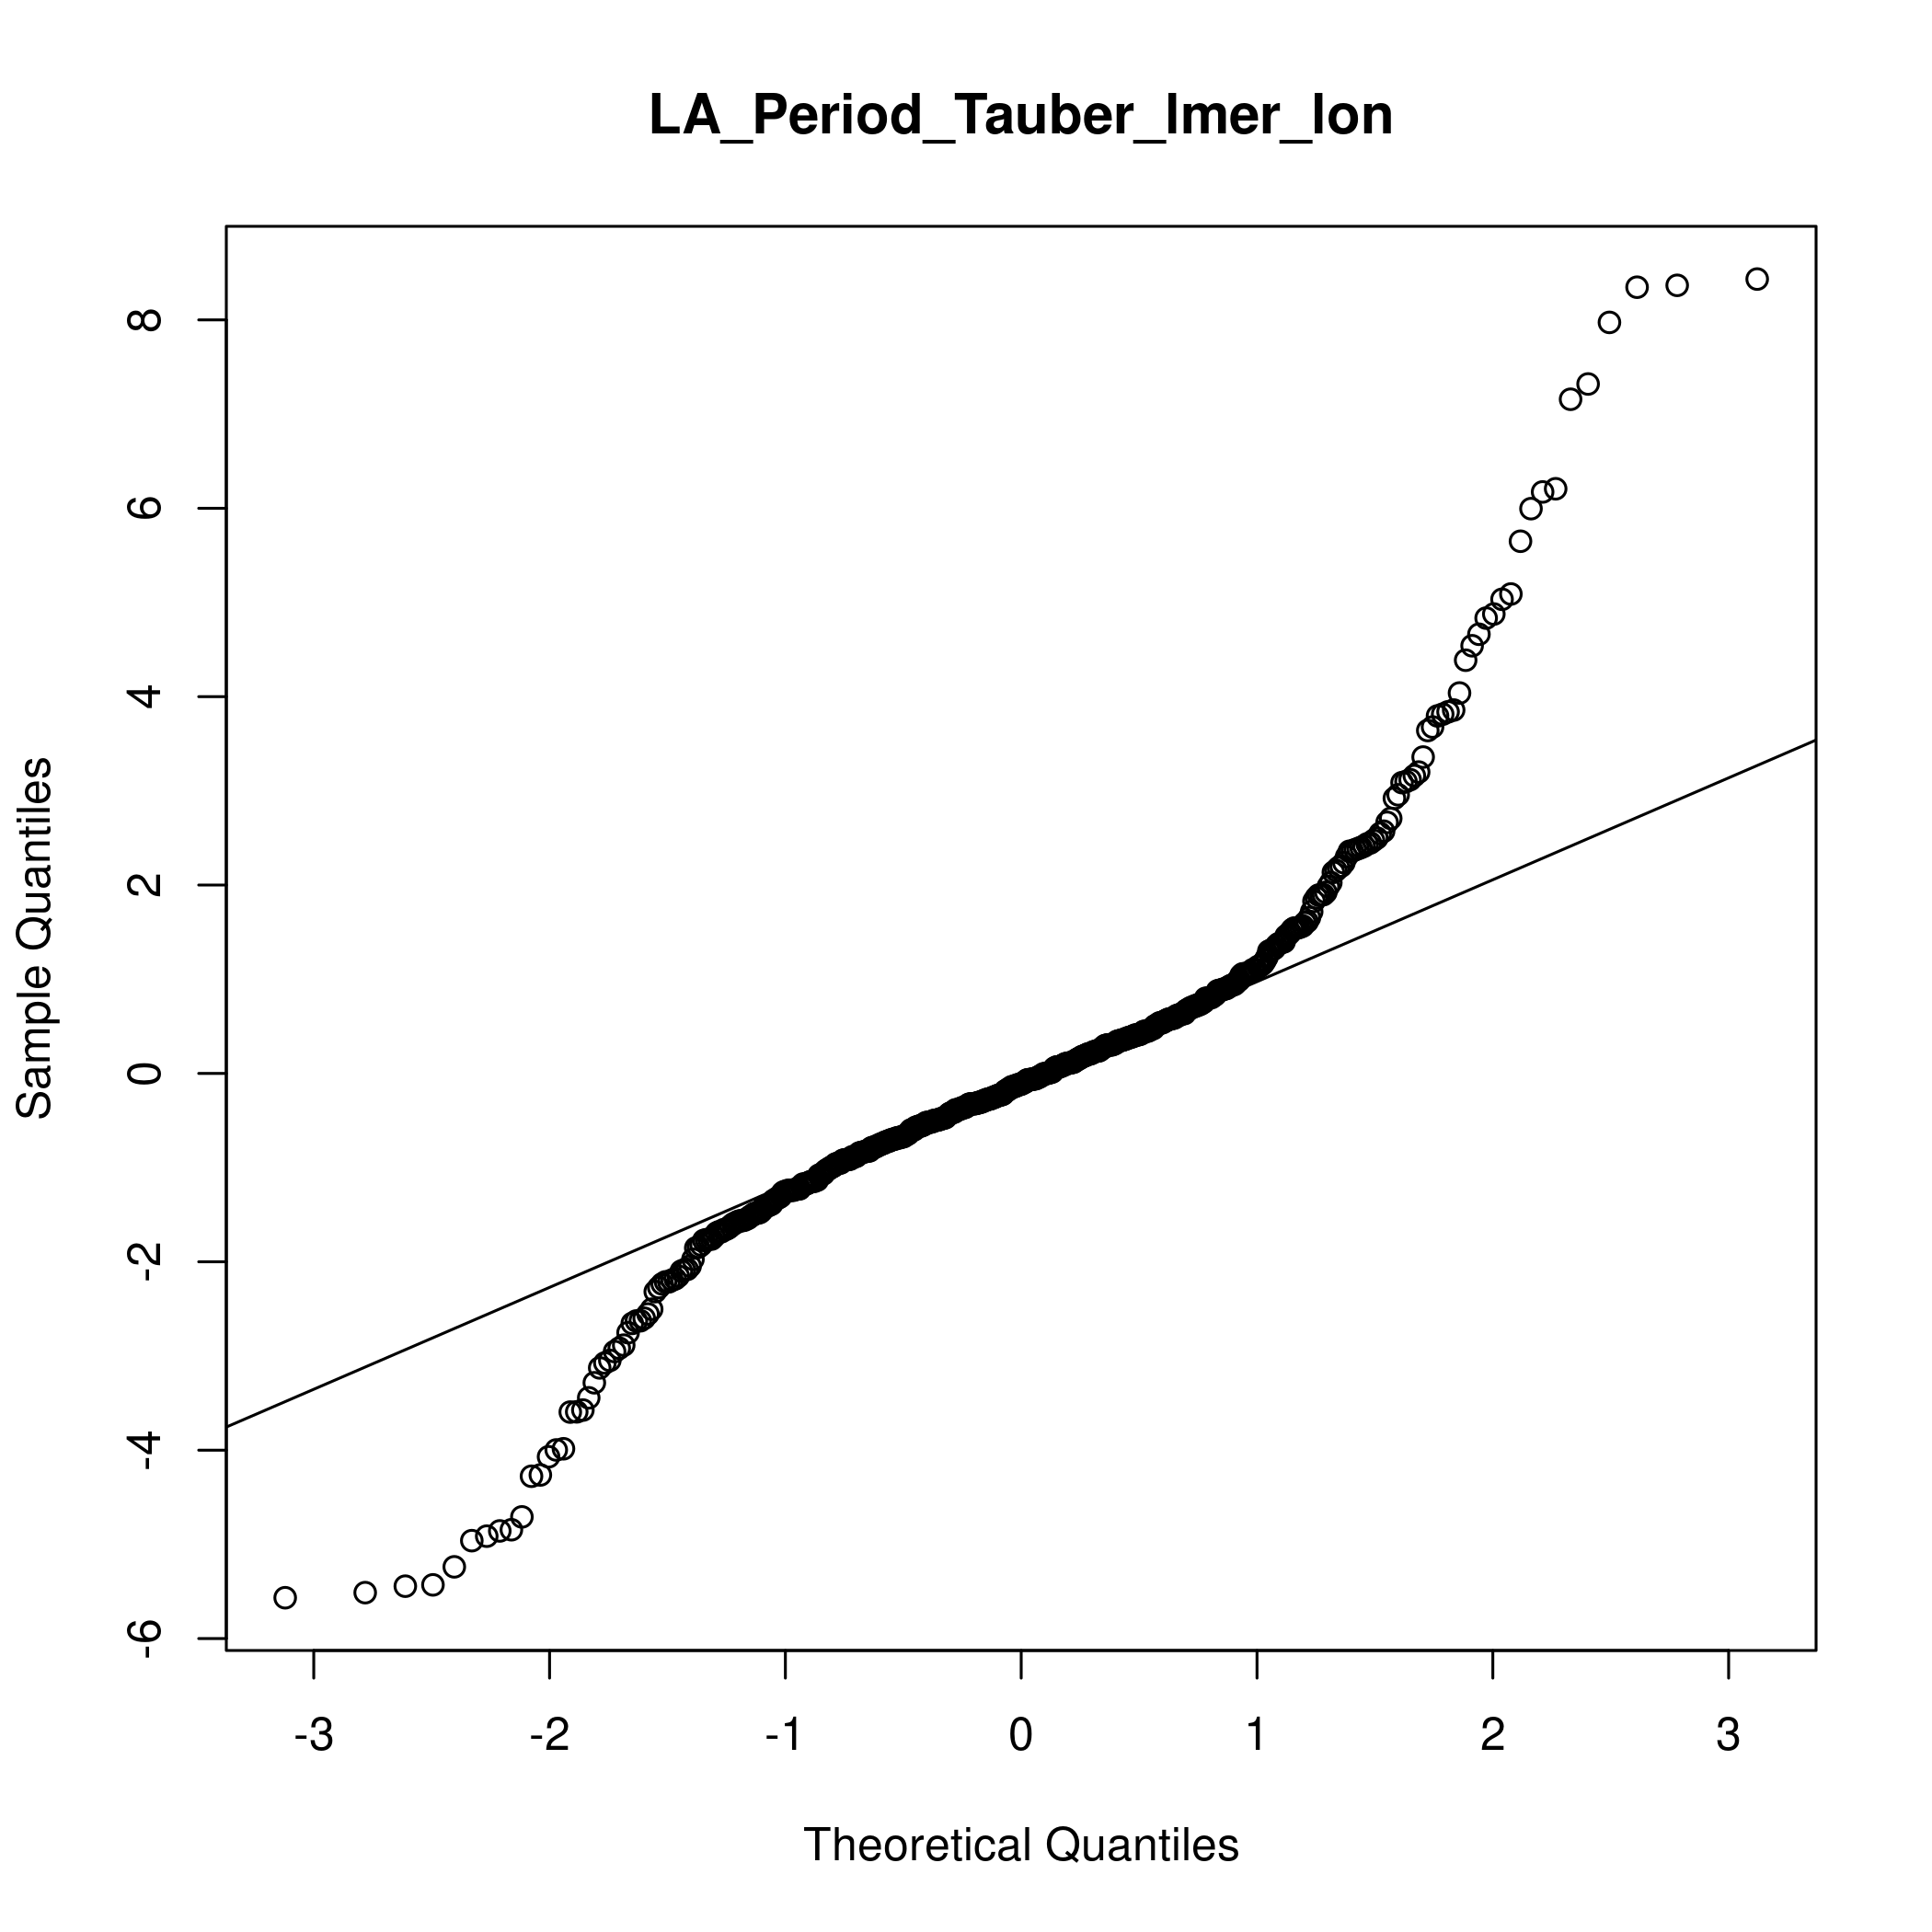 LA_Period_Tauber_lmer_lon
Sample Quantiles
8
6
4
2
0
-2
-4
-6
-3 -2 -1 0 1 2 3
Theoretical Quantiles